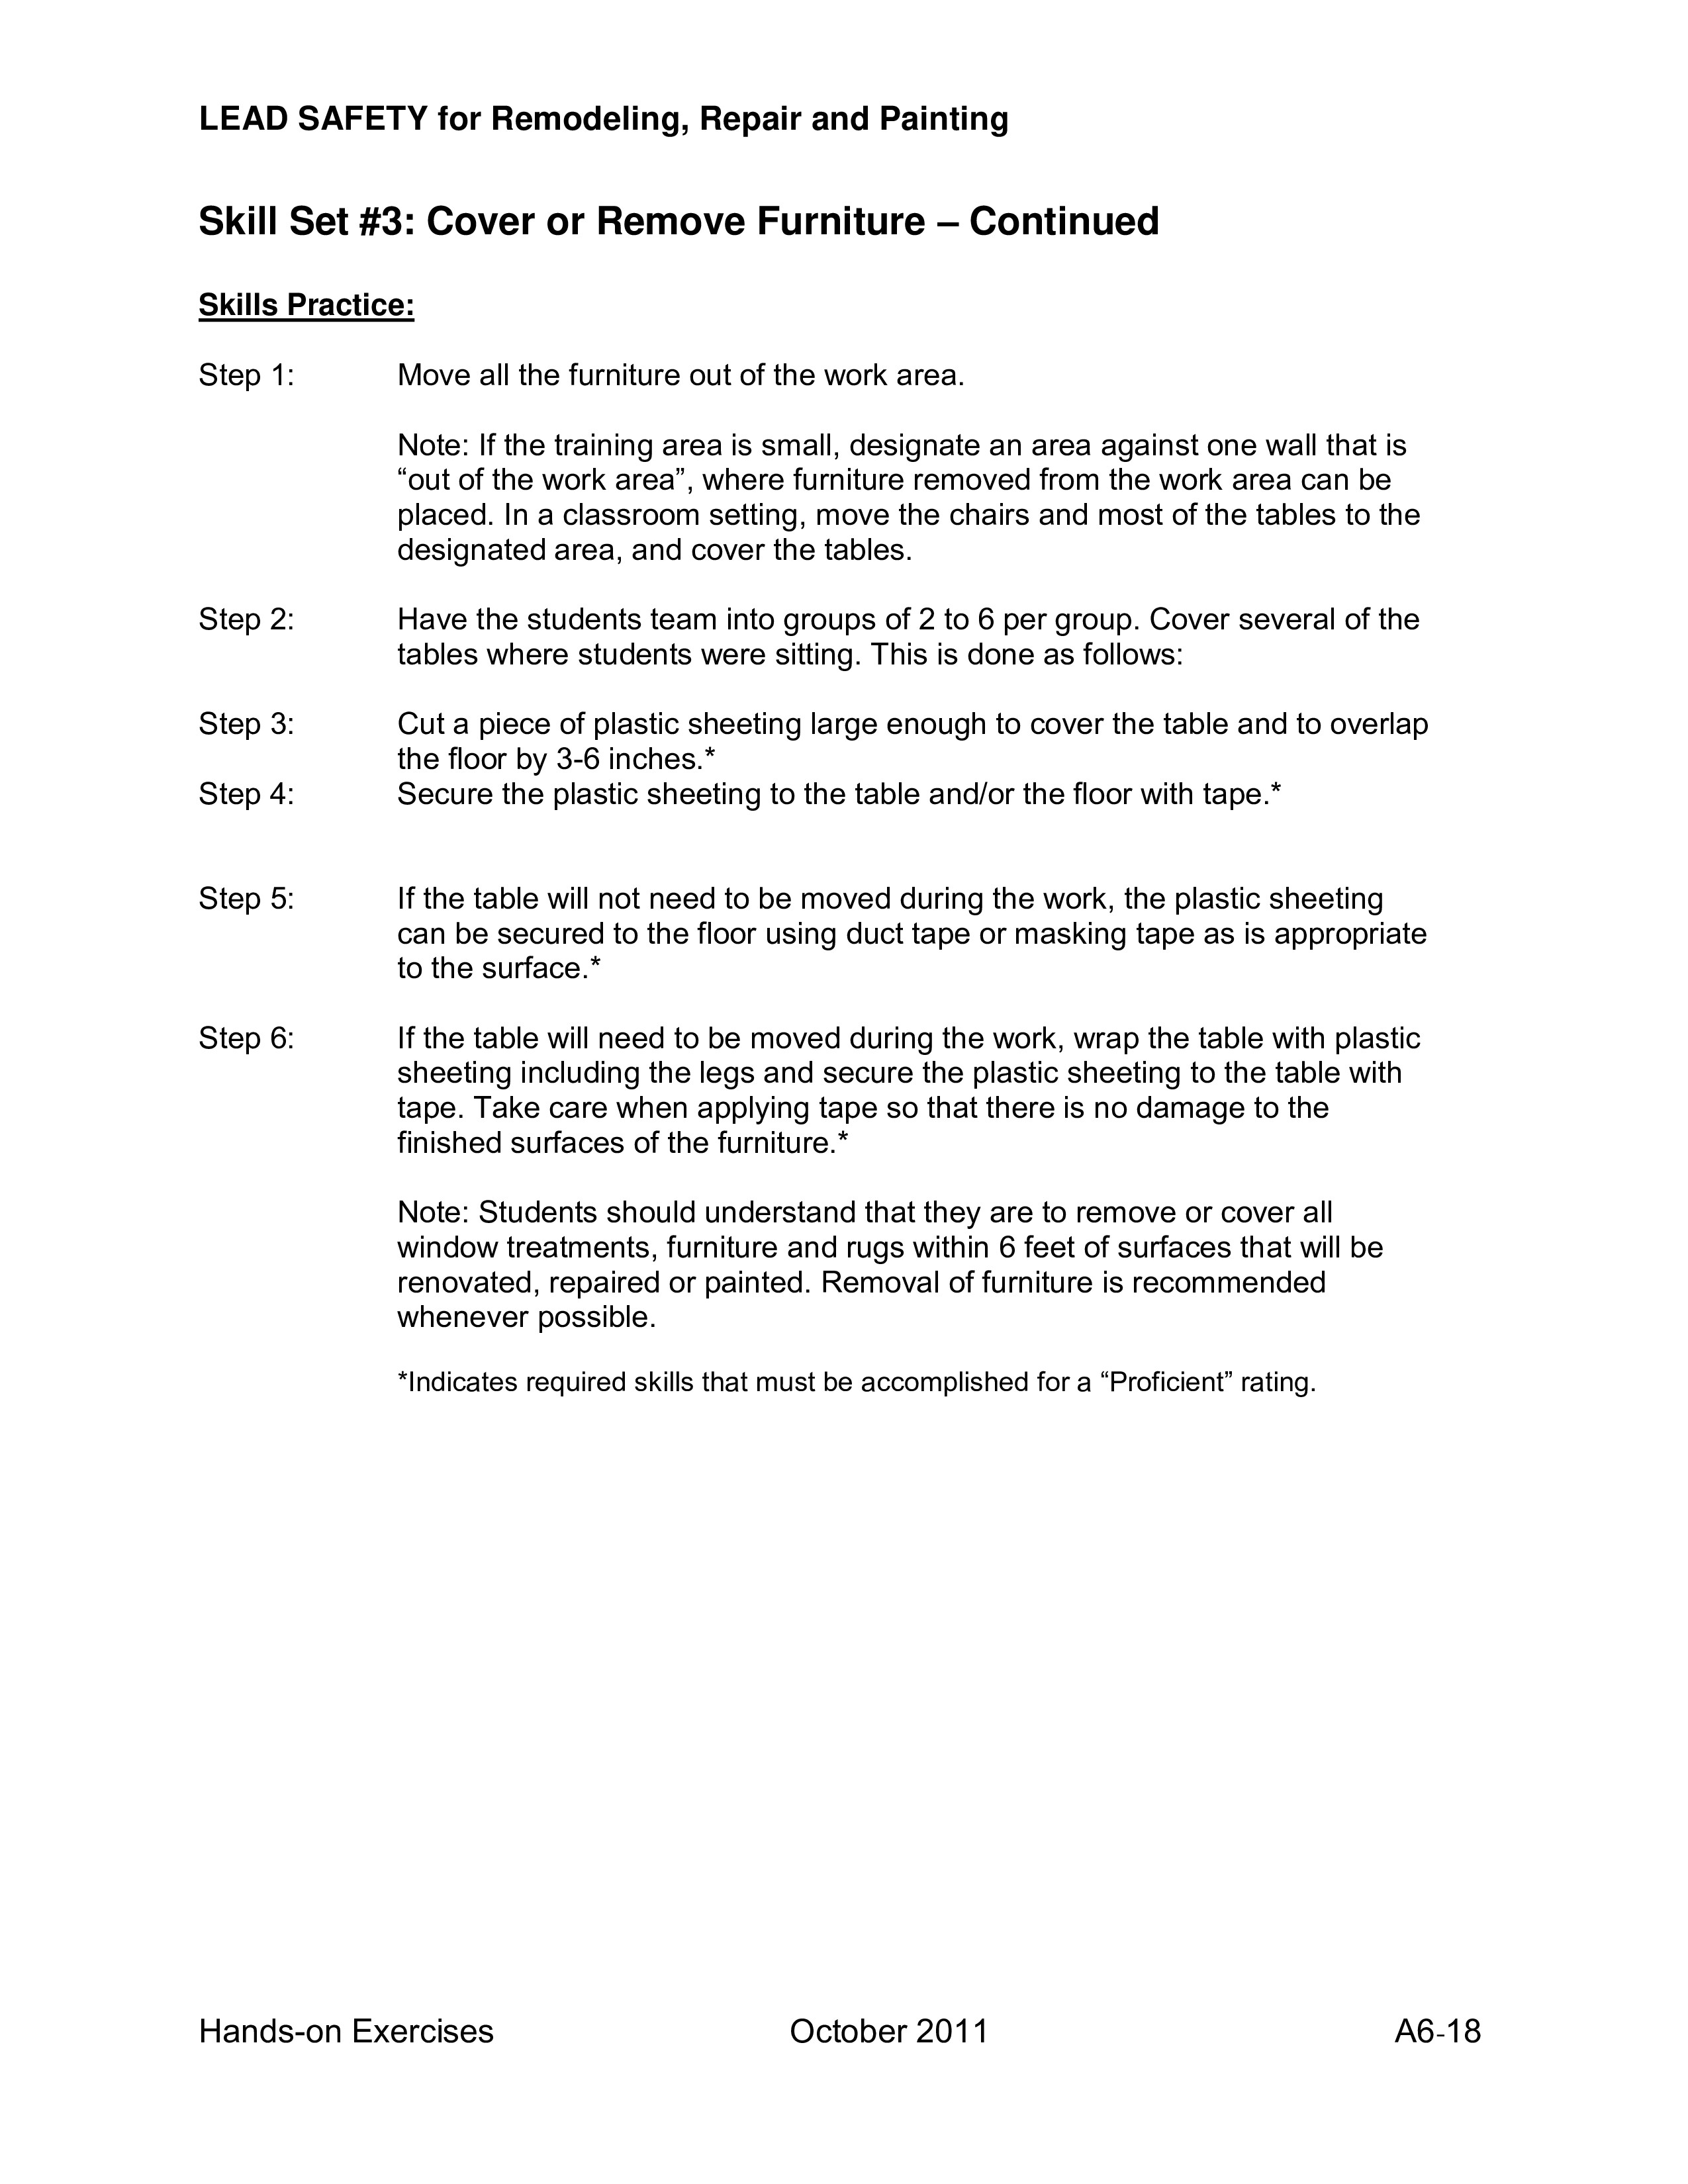 LEAD SAFETY for Remodeling, Repair and Painting
Skill Set #3: Cover or Remove Furniture – Continued
Skills Practice:
Step 1: Move all the furniture out of the work area.
Note: If the training area is small, designate an area against one wall that is
“out of the work area”, where furniture removed from the work area can be
placed. In a classroom setting, move the chairs and most of the tables to the
designated area, and cover the tables.
Step 2: Have the students team into groups of 2 to 6 per group. Cover several of the
tables where students were sitting. This is done as follows:
Step 3: Cut a piece of plastic sheeting large enough to cover the table and to overlap
the floor by 3-6 inches.*
Step 4: Secure the plastic sheeting to the table and/or the floor with tape.*
Step 5: If the table will not need to be moved during the work, the plastic sheeting
can be secured to the floor using duct tape or masking tape as is appropriate
to the surface.*
Step 6: If the table will need to be moved during the work, wrap the table with plastic
sheeting including the legs and secure the plastic sheeting to the table with
tape. Take care when applying tape so that there is no damage to the
finished surfaces of the furniture.*
Note: Students should understand that they are to remove or cover all
window treatments, furniture and rugs within 6 feet of surfaces that will be
renovated, repaired or painted. Removal of furniture is recommended
whenever possible.
*Indicates required skills that must be accomplished for a “Proficient” rating.
Hands-on Exercises October 2011 A6-18